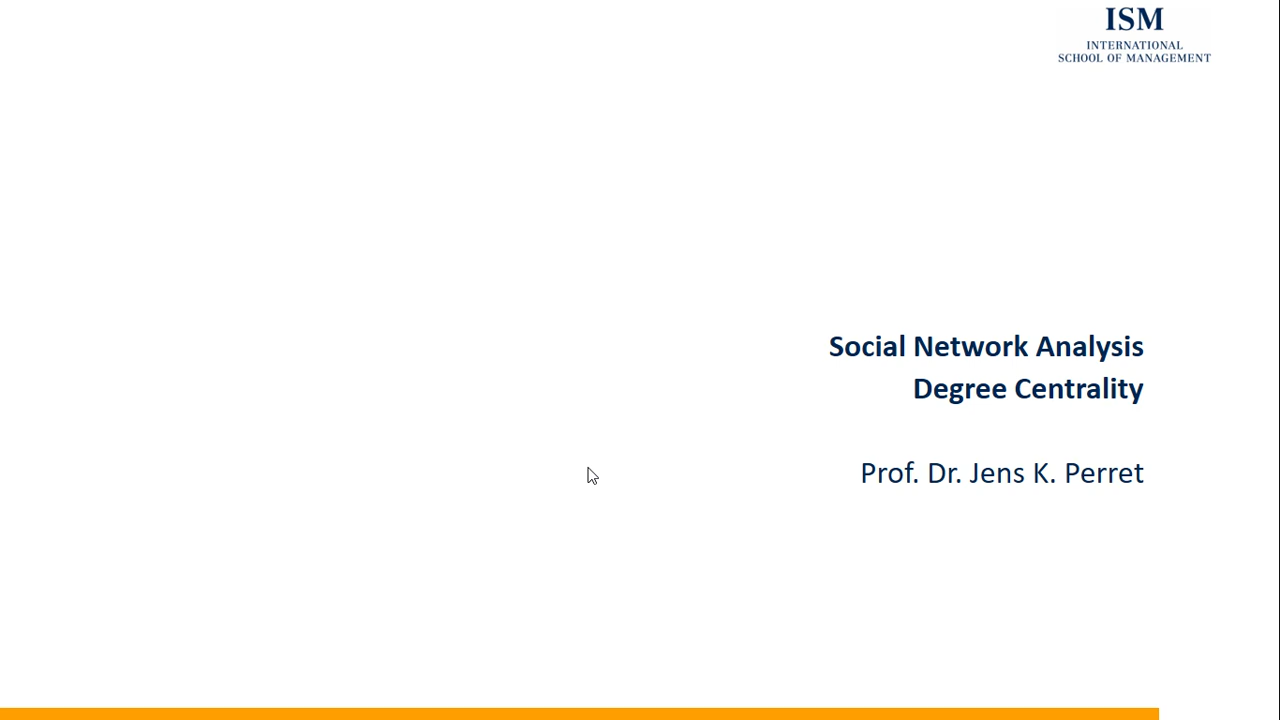 ISM
INTERNATIONAL
SCHOOL OF MANAGEMENT
Social Network Analysis
Degree Centrality
Prof. Dr. Jens K. Perret